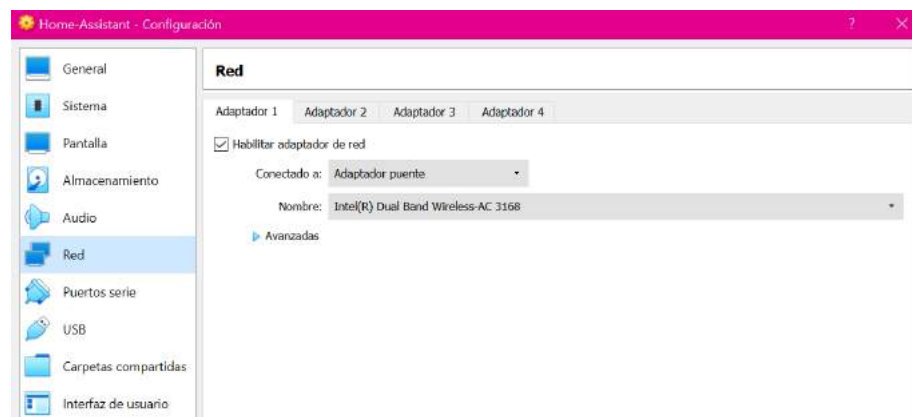 Home-Assistant - Configuración ? ×
General
Sistema
Pantalla
Almacenamiento
Audio
Red
Puertos serie
USB
Carpetas compartidas
Interfaz de usuario
Red
Adaptador 1 Adaptador 2 Adaptador 3 Adaptador 4
Habilitar adaptador de red
Conectado a: Adaptador puente
Nombre: Intel(R) Dual Band Wireless-AC 3168
Avanzadas